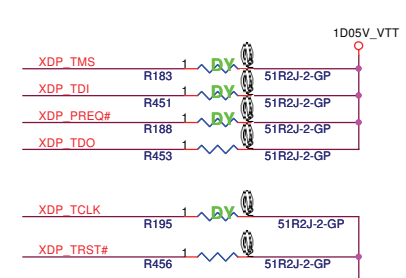 1D05V_VTT
XDP_TMS 1 DY
R183 51R2J-2-GP
XDP_TDI 1 DY
R451 51R2J-2-GP
XDP_PREQ# 1 DY
R188 51R2J-2-GP
XDP_TDO 1
R453 51R2J-2-GP
XDP_TCLK 1 DY
R195 51R2J-2-GP
XDP_TRST# 1
R456 51R2J-2-GP